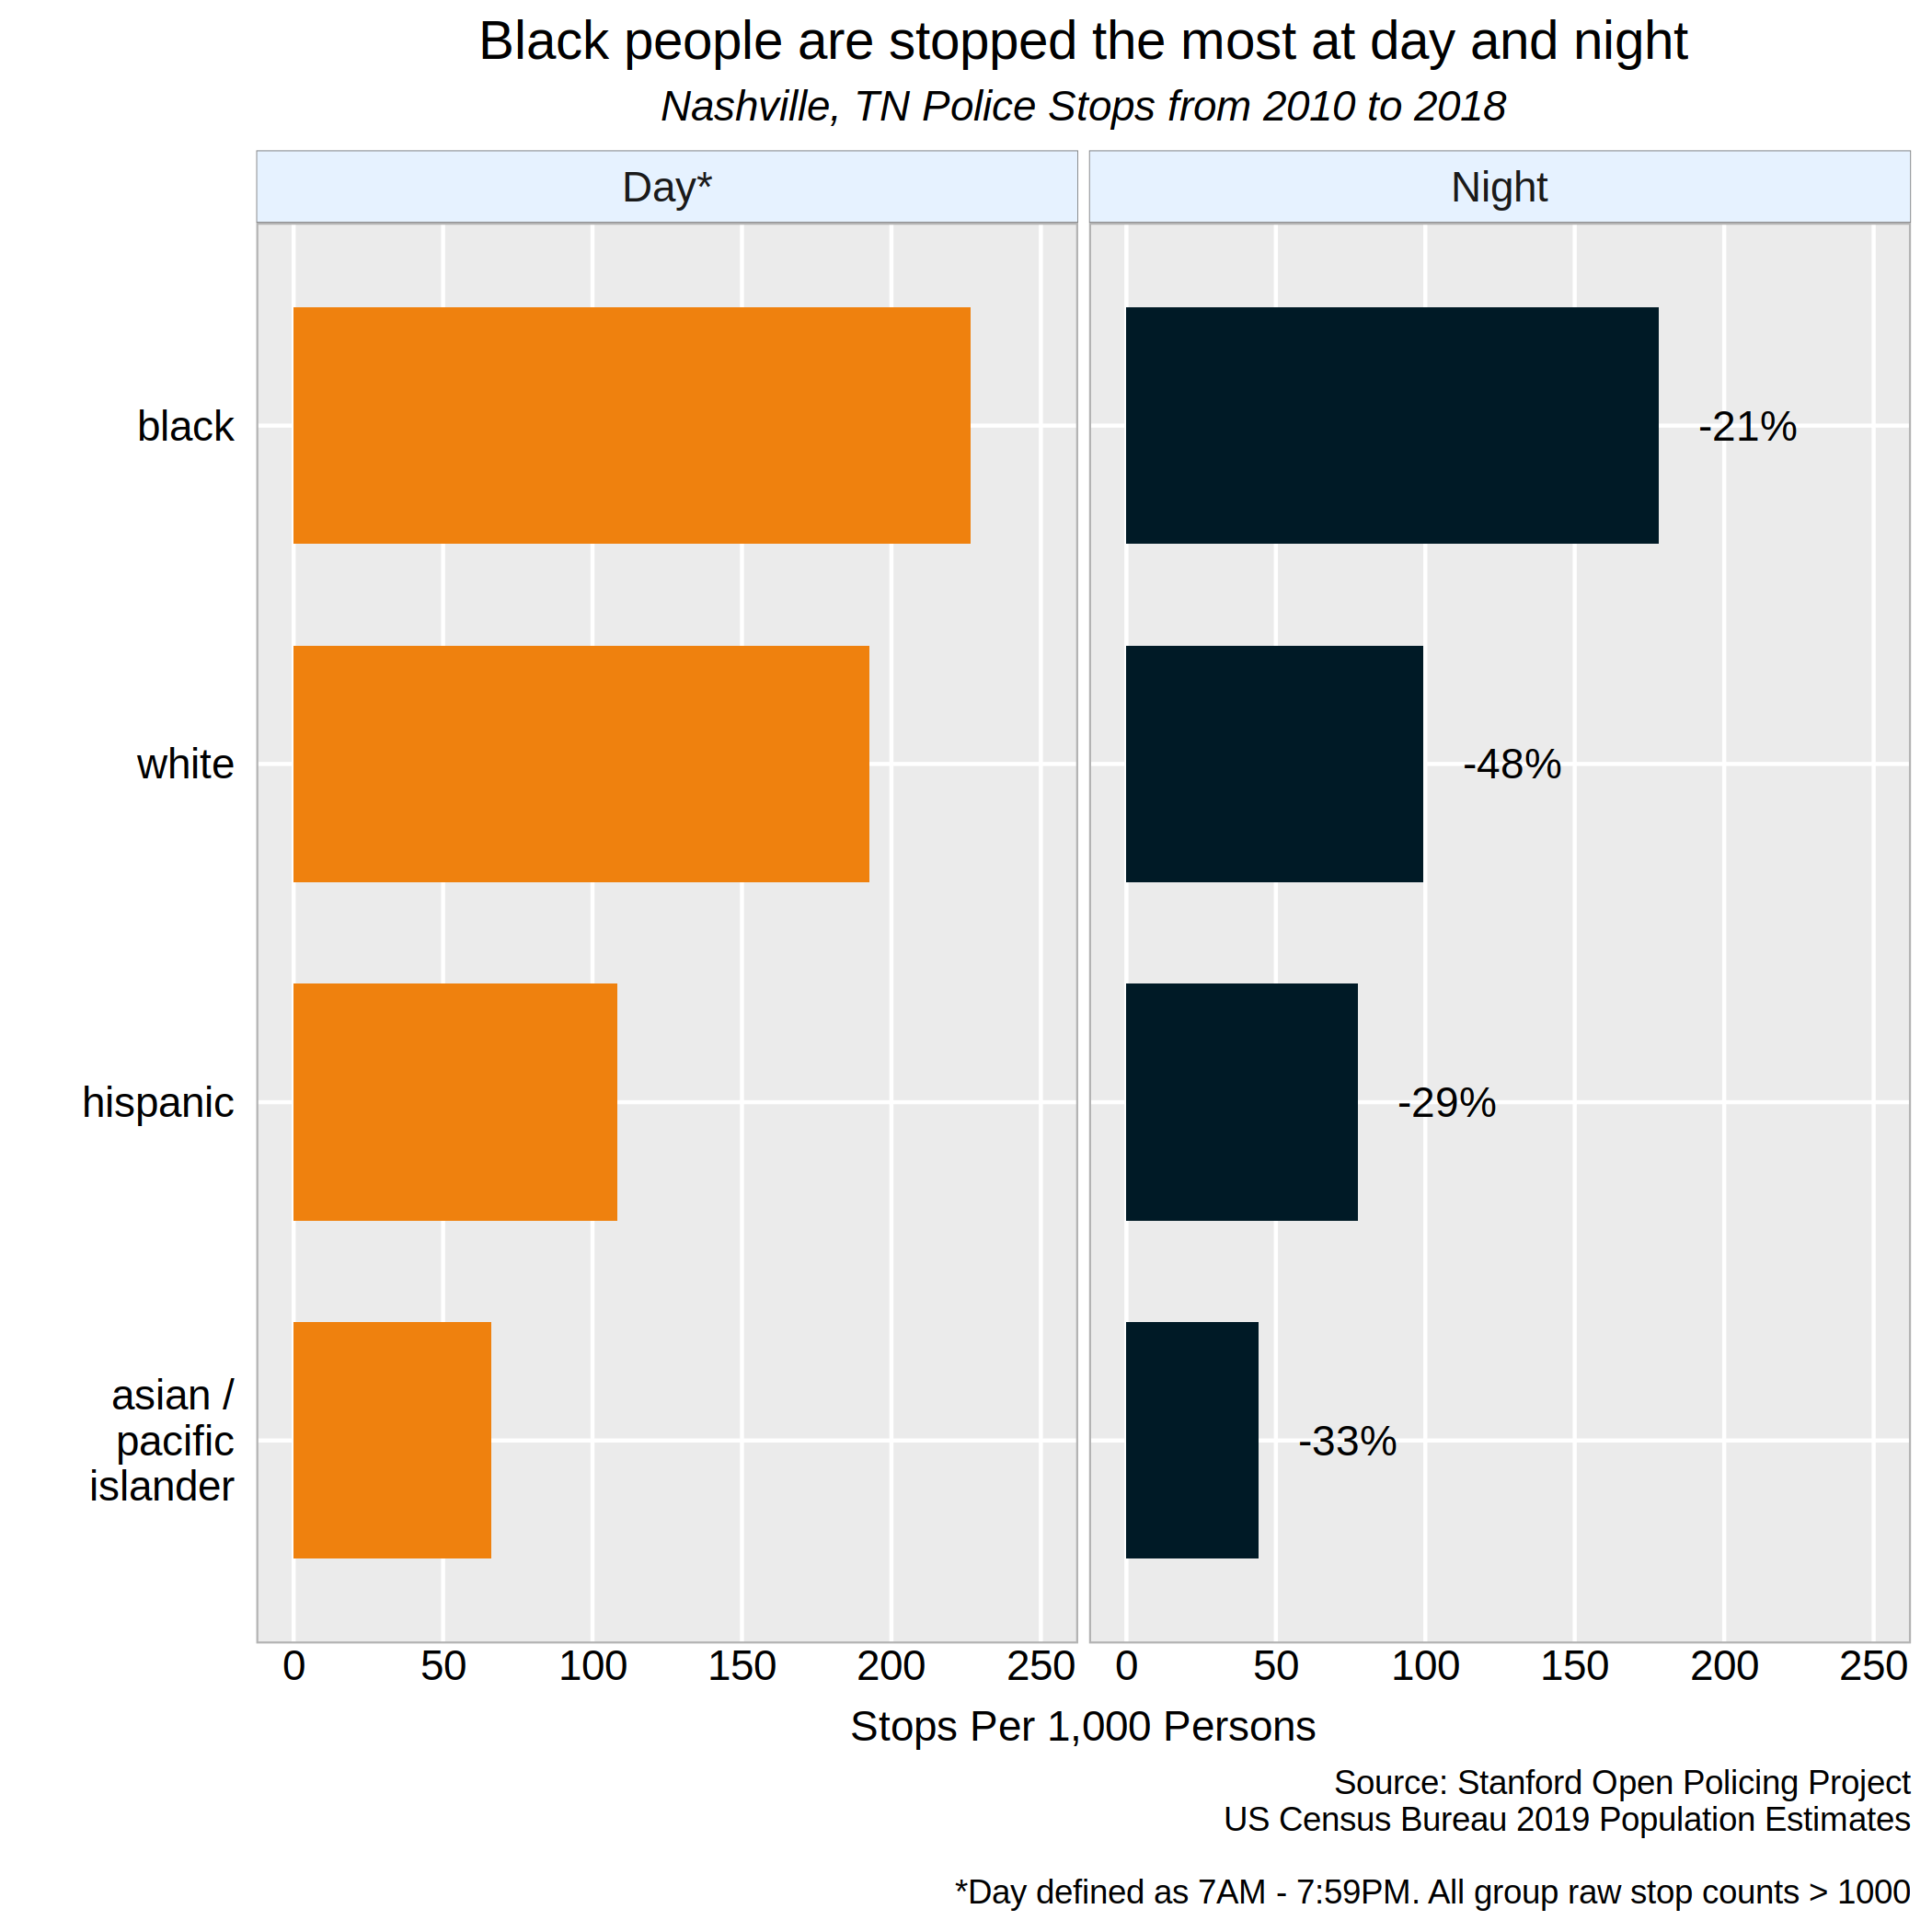 Black people are stopped the most at day and night
Nashville, TN Police Stops from 2010 to 2018
Day*
Night
black
-21%
white
-48%
hispanic
-29%
asian /
pacific
islander
-33%
0 50 100 150 200 250 0 50 100 150 200 250
Stops Per 1,000 Persons
Source: Stanford Open Policing Project
US Census Bureau 2019 Population Estimates
*Day defined as 7AM - 7:59PM. All group raw stop counts > 1000